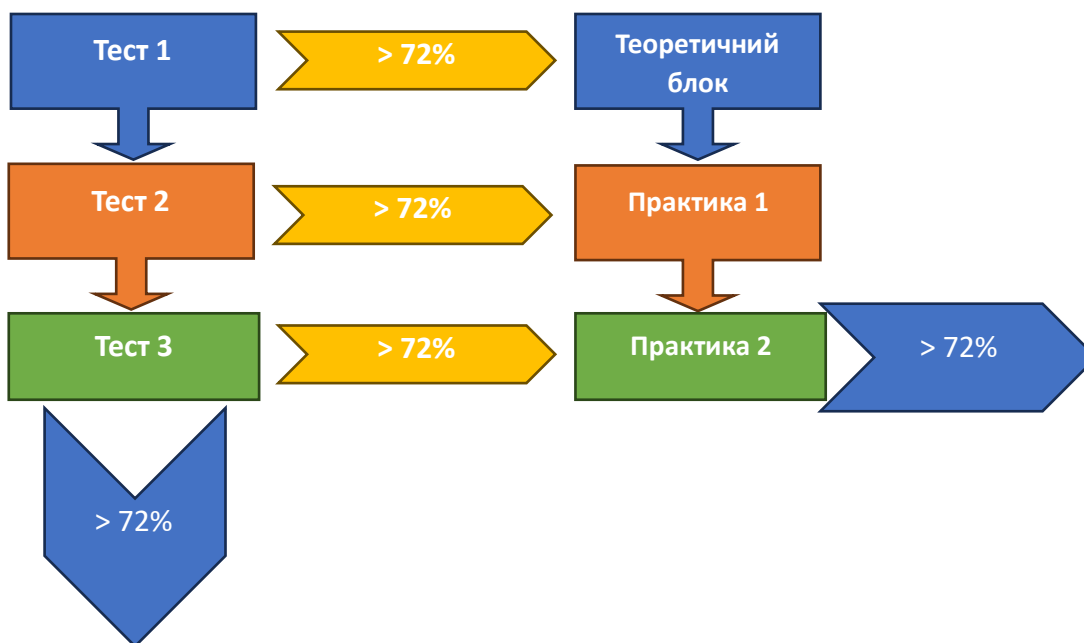 Тест 1
> 72%
Теоретичний
блок
Тест 2
> 72%
Практика 1
Тест 3
> 72%
Практика 2
> 72%
> 72%